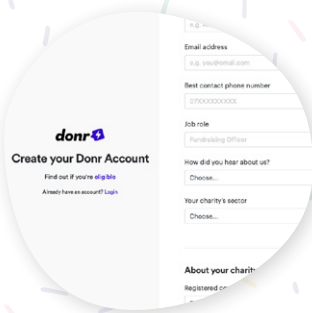 donr
Create your Donr Account
Find out if you're eligible
Already have an account? Login
Email address
e.g. you@email.com
Best contact phone number
Job role
Fundraising Officer
How did you hear about us?
Choose...
Your charity's sector
Choose...
About your charity
Registered